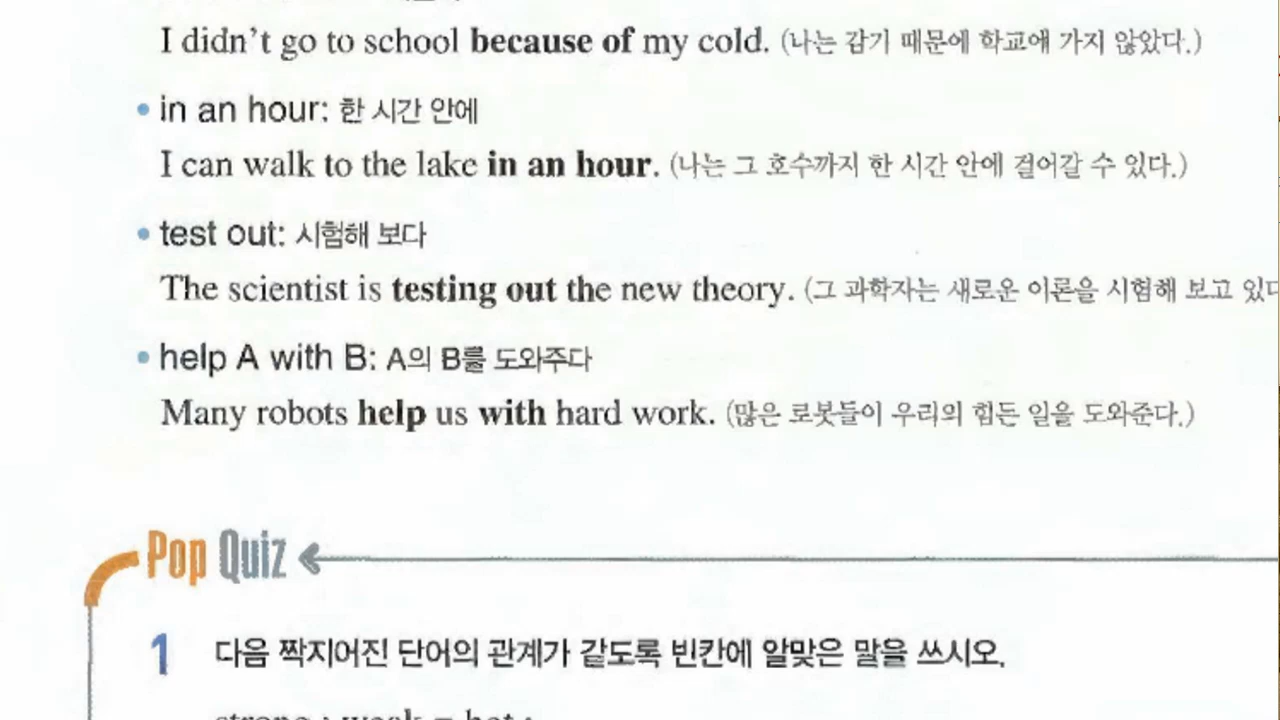 I didn't go to school because of my cold. (나는 감기 때문에 학교에 가지 않았다.)
• in an hour: 한 시간 안에
I can walk to the lake in an hour. (나는 그 호수까지 한 시간 안에 걸어갈 수 있다.)
• test out: 시험해 보다
The scientist is testing out the new theory. (그 과학자는 새로운 이론을 시험해 보고 있다
• help A with B: A의 B를 도와주다
Many robots help us with hard work. (많은 로봇들이 우리의 힘든 일을 도와준다.)
Pop Quiz
1 다음 짝지어진 단어의 관계가 같도록 빈칸에 알맞은 말을 쓰시오.
strong : weak = hot :